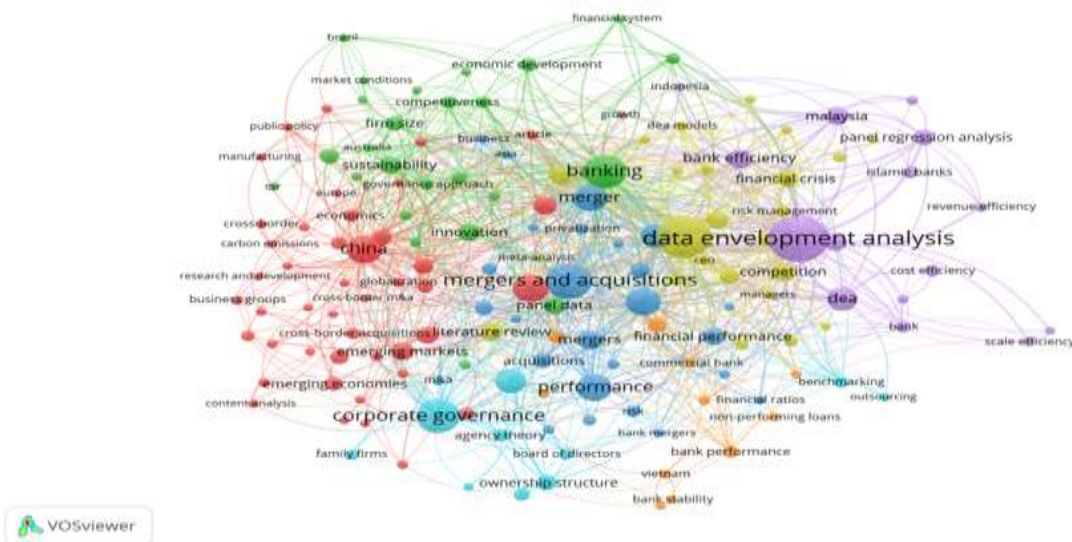 financial system
brazil
economic development
market conditions
indonesia
competitiveness
growth
malaysia
public policy
firm size
business
article
dea models
panel regression analysis
australia
asia
manufacturing
sustainability
bank efficiency
governance approach
banking
financial crisis
islamic banks
europe
merger
cross-border
economics
risk management
revenue efficiency
innovation
privatization
carbon emissions
china
data envelopment analysis
meta-analysis
ceo
research and development
globalization
mergers and acquisitions
competition
cost efficiency
business groups
cross-border m&a
panel data
managers
dea
cross-border acquisitions
literature review
mergers
financial performance
bank
scale efficiency
emerging markets
acquisitions
commercial bank
emerging economies
m&a
performance
benchmarking
outsourcing
content analysis
corporate governance
financial ratios
risk
non-performing loans
agency theory
bank mergers
family firms
board of directors
bank performance
ownership structure
vietnam
bank stability
VOSviewer